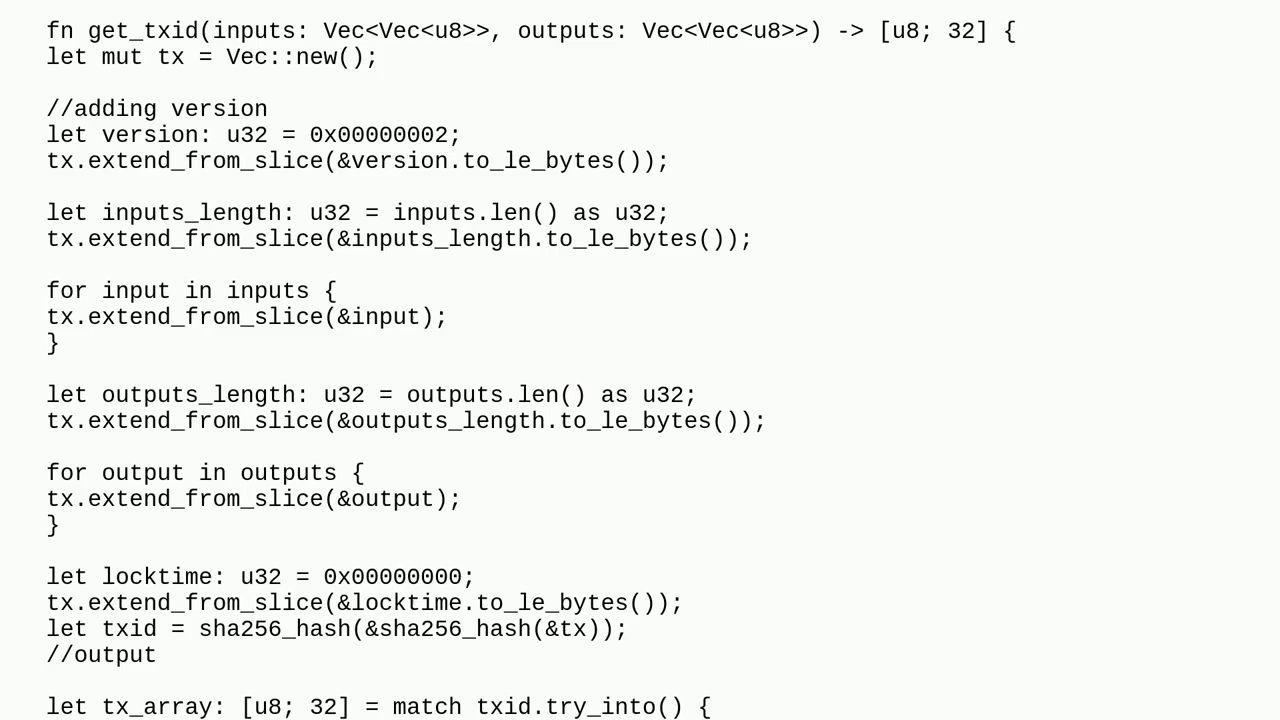 fn get_txid(inputs: Vec<Vec<u8>>, outputs: Vec<Vec<u8>>) -> [u8; 32] {
let mut tx = Vec::new();
//adding version
let version: u32 = 0x00000002;
tx.extend_from_slice(&version.to_le_bytes());
let inputs_length: u32 = inputs.len() as u32;
tx.extend_from_slice(&inputs_length.to_le_bytes());
for input in inputs {
tx.extend_from_slice(&input);
}
let outputs_length: u32 = outputs.len() as u32;
tx.extend_from_slice(&outputs_length.to_le_bytes());
for output in outputs {
tx.extend_from_slice(&output);
}
let locktime: u32 = 0x00000000;
tx.extend_from_slice(&locktime.to_le_bytes());
let txid = sha256_hash(&sha256_hash(&tx));
//output
let tx_array: [u8; 32] = match txid.try_into() {